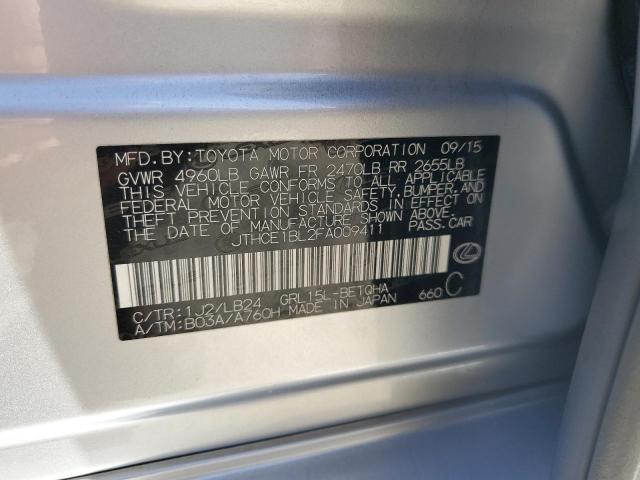 MFD. BY: TOYOTA MOTOR CORPORATION 09/15
GVWR 4960LB GAWR FR 2470LB RR 2655LB
THIS VEHICLE CONFORMS TO ALL APPLICABLE
FEDERAL MOTOR VEHICLE SAFETY, BUMPER, AND
THEFT PREVENTION STANDARDS IN EFFECT ON
THE DATE OF MANUFACTURE SHOWN ABOVE.
JTHCE1BL2FA009411 PASS. CAR
C/TR: 1J2/LB24 GRL15L-BETQHA 660 C
A/TM: B03A/A760H MADE IN JAPAN